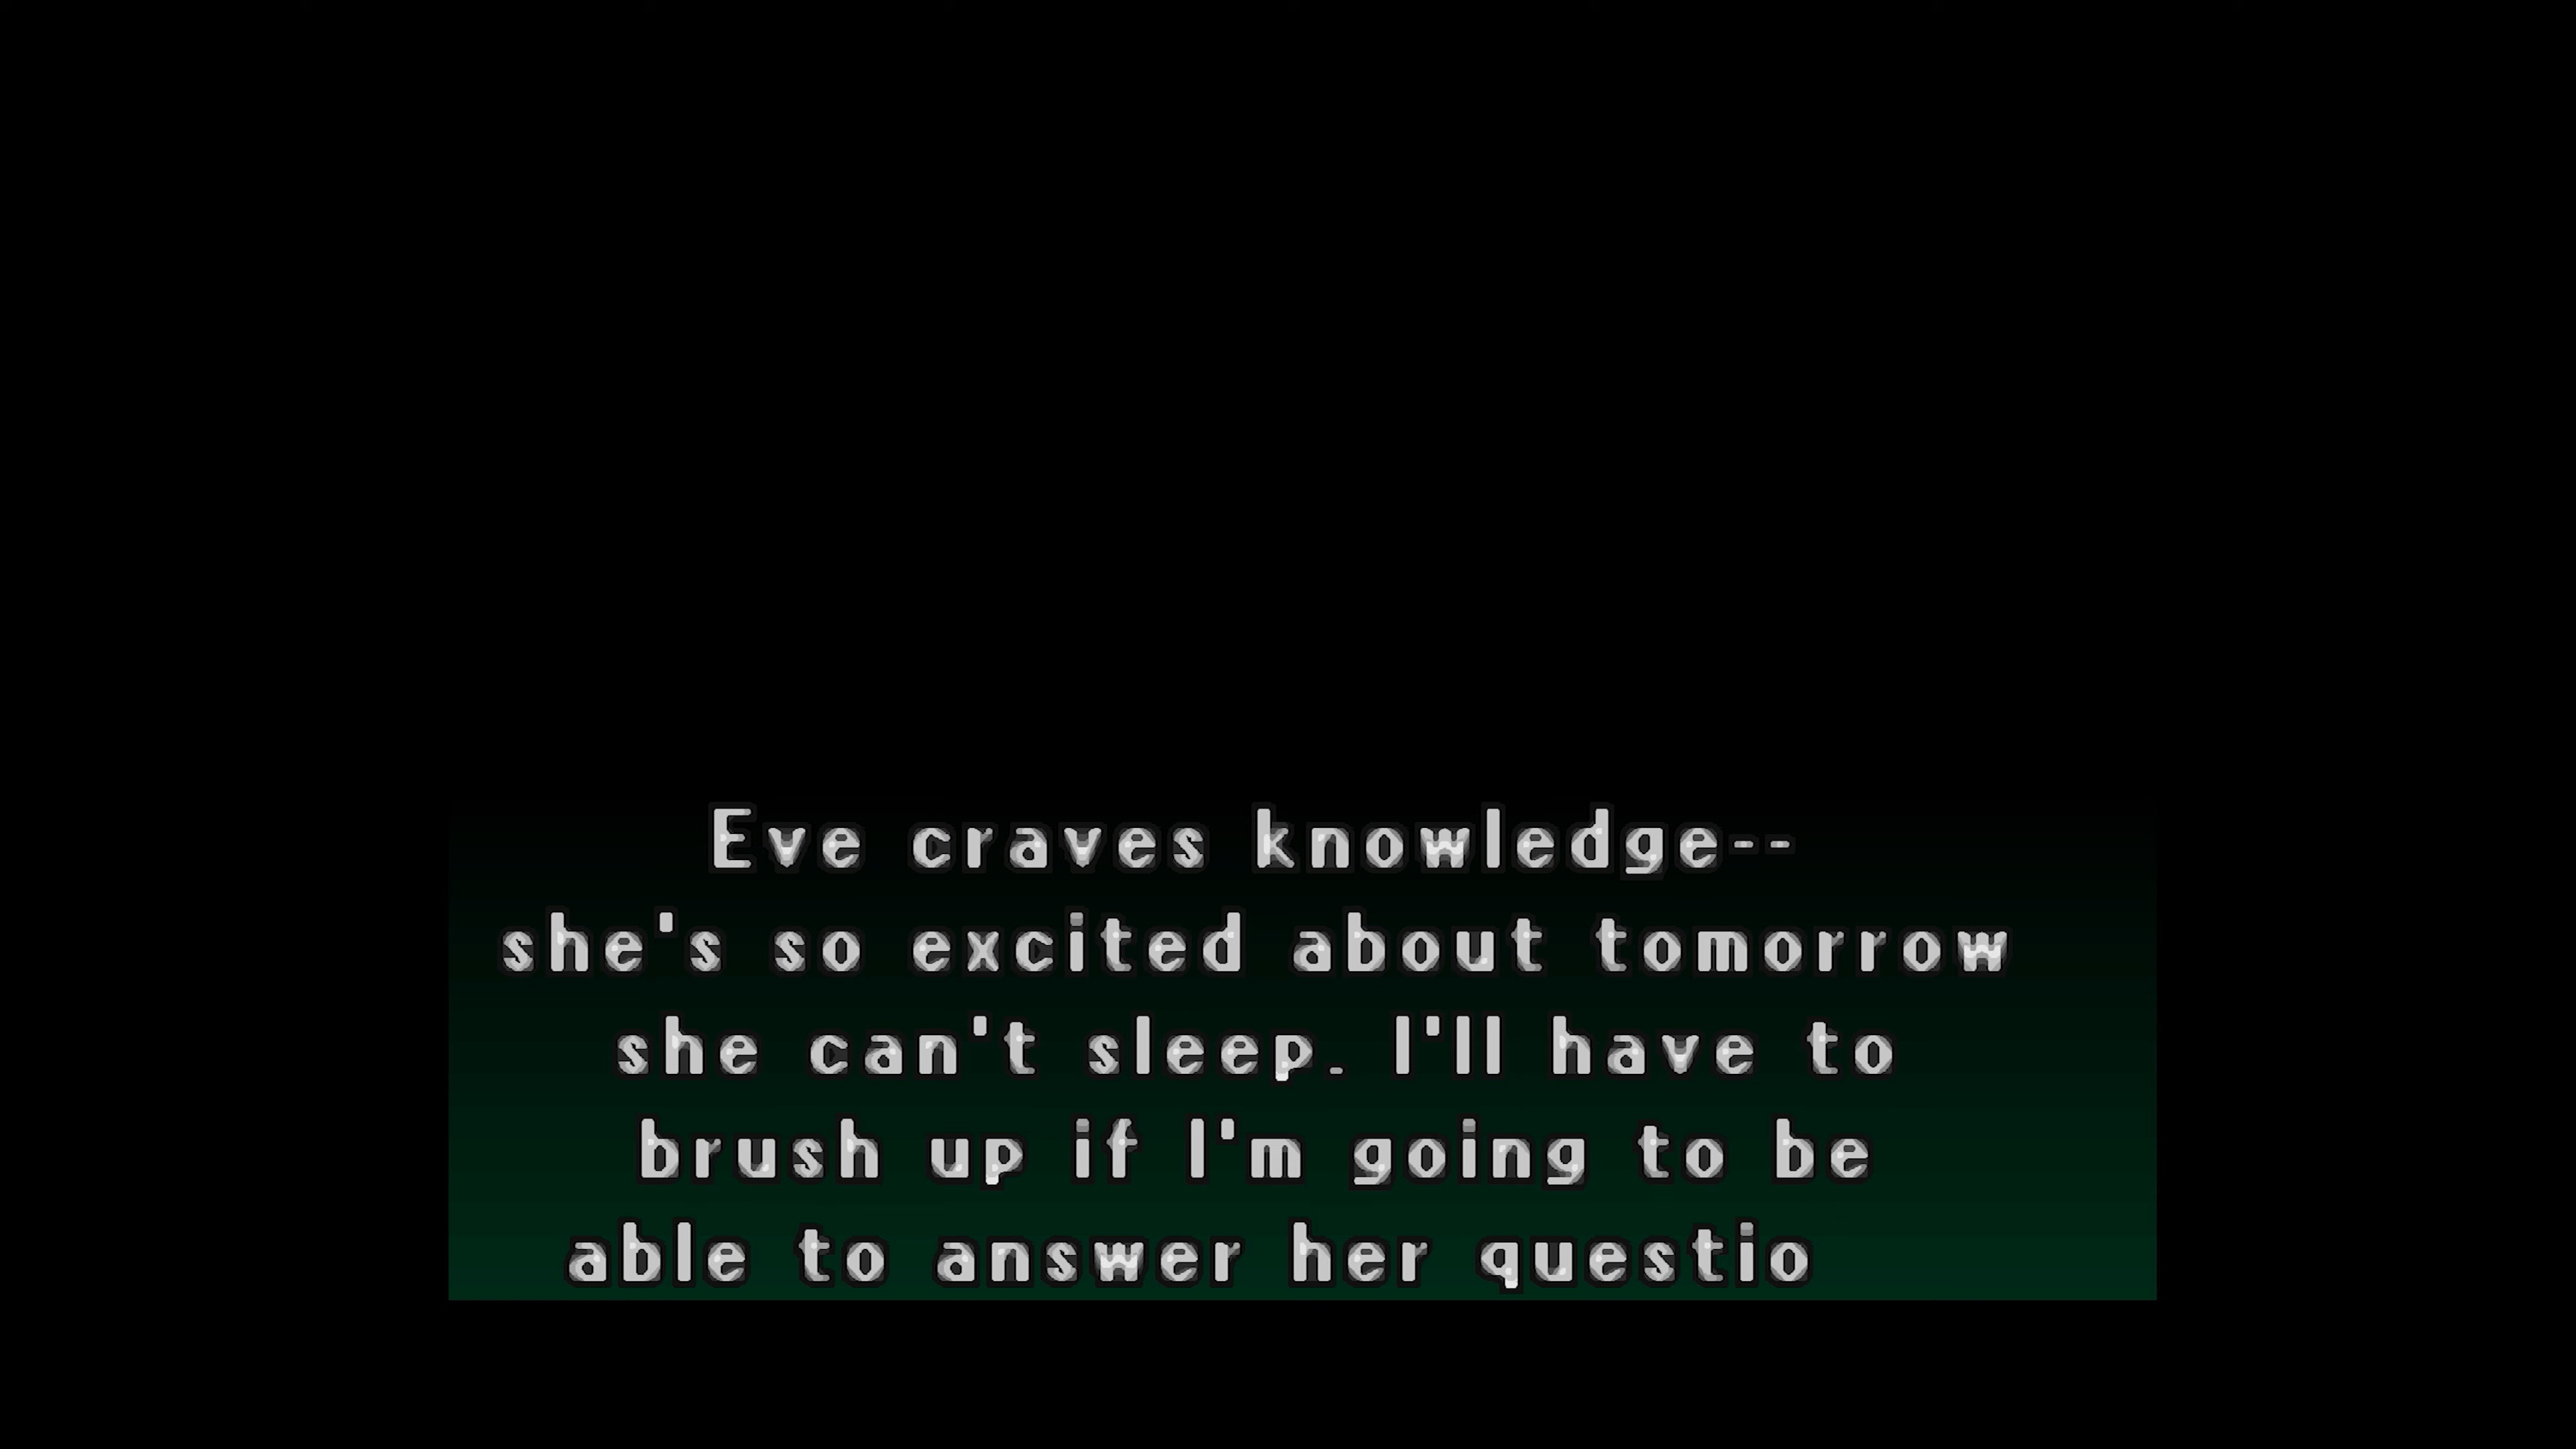 Eve craves knowledge--
she's so excited about tomorrow
she can't sleep. I'll have to
brush up if I'm going to be
able to answer her questio